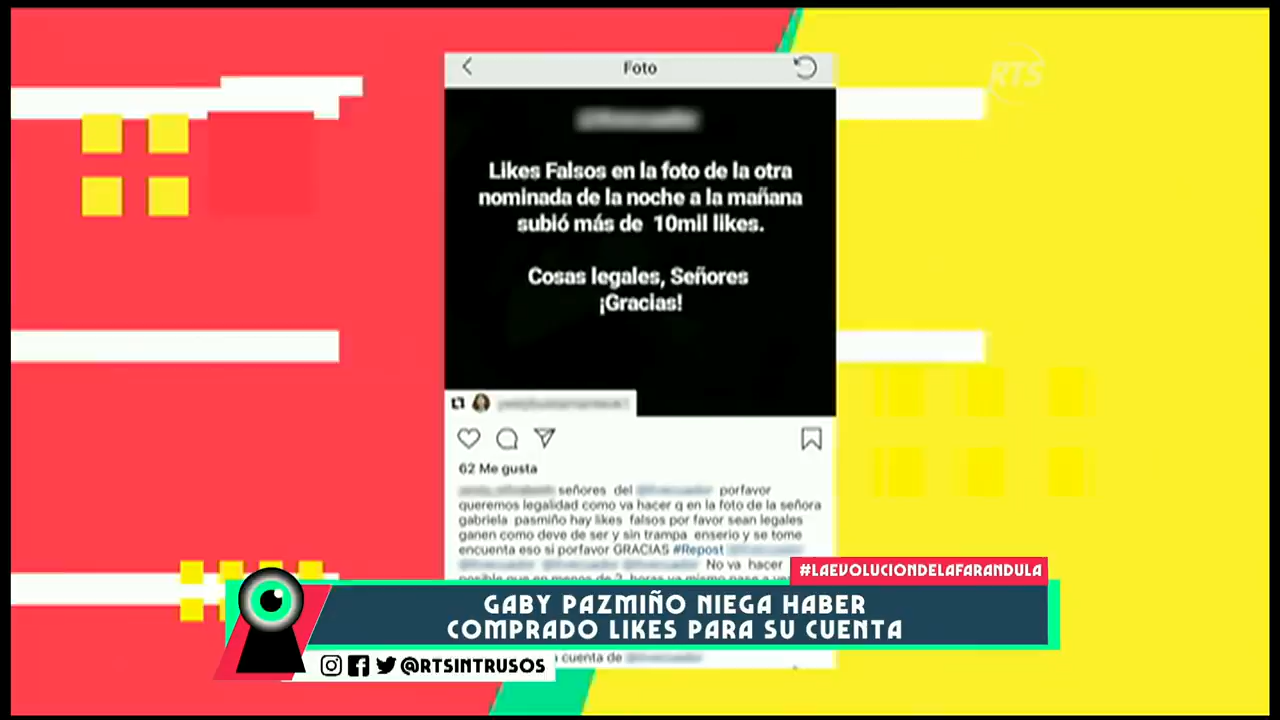 Foto
RTS
Likes Falsos en la foto de la otra
nominada de la noche a la mañana
subió más de 10mil likes.
Cosas legales, Señores
¡Gracias!
62 Me gusta
señores del porfavor
queremos legalidad como va hacer q en la foto de la señora
gabriela pasmiño hay likes falsos por favor sean legales
ganen como deve de ser y sin trampa enserio y se tome
encuenta eso si porfavor GRACIAS #Repost
No va hacer
#LAEVOLUCIONDELAFARANDULA
GABY PAZMIÑO NIEGA HABER
COMPRADO LIKES PARA SU CUENTA
cuenta de
@RTSINTRUSOS